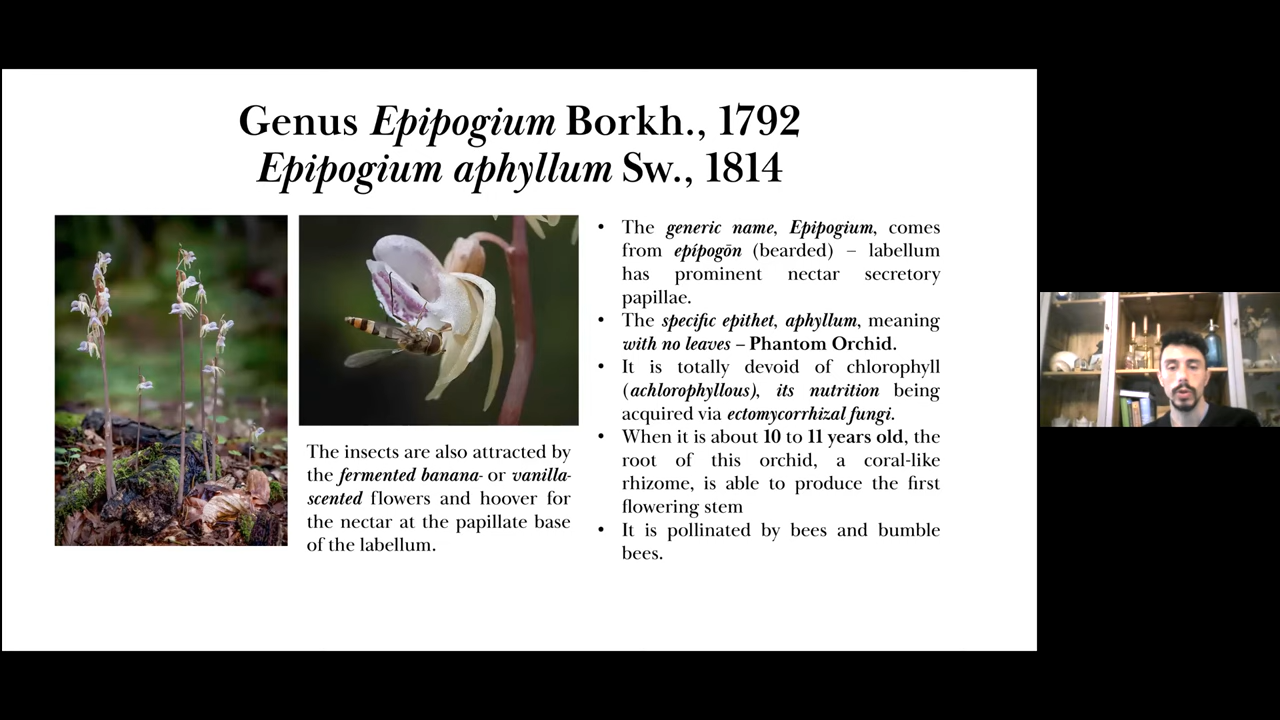 Genus Epipogium Borkh., 1792
Epipogium aphyllum Sw., 1814
The insects are also attracted by
the fermented banana- or vanilla-
scented flowers and hoover for
the nectar at the papillate base
of the labellum.
• The generic name, Epipogium, comes
from epípogōn (bearded) – labellum
has prominent nectar secretory
papillae.
• The specific epithet, aphyllum, meaning
with no leaves – Phantom Orchid.
• It is totally devoid of chlorophyll
(achlorophyllous), its nutrition being
acquired via ectomycorrhizal fungi.
• When it is about 10 to 11 years old, the
root of this orchid, a coral-like
rhizome, is able to produce the first
flowering stem
• It is pollinated by bees and bumble
bees.